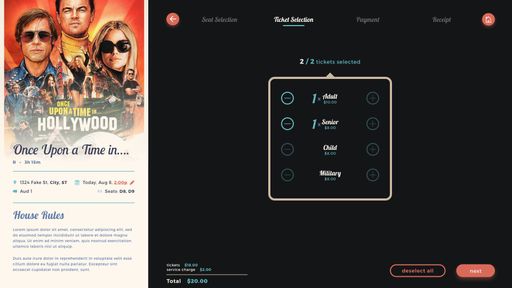 ONCE
UPON A TIME IN...
HOLLYWOOD
Once Upon a Time in....
R • 3h 15m
1324 Fake St, City, ST
Today, Aug 8, 2:00p
Aud 1
Seats D8, D9
House Rules
Lorem ipsum dolor sit amet, consectetur adipiscing elit, sed
do eiusmod tempor incididunt ut labore et dolore magna
aliqua. Ut enim ad minim veniam, quis nostrud exercitation
ullamco laboris nisi ut aliquip.
Duis aute irure dolor in reprehenderit in voluptate velit esse
cillum dolore eu fugiat nulla pariatur. Excepteur sint
occaecat cupidatat non proident, sunt.
Seat Selection
Ticket Selection
Payment
Receipt
2 / 2 tickets selected
1 x Adult
$10.00
1 x Senior
$8.00
Child
$8.00
Military
$8.00
tickets $18.00
service charge $2.00
Total $20.00
deselect all
next